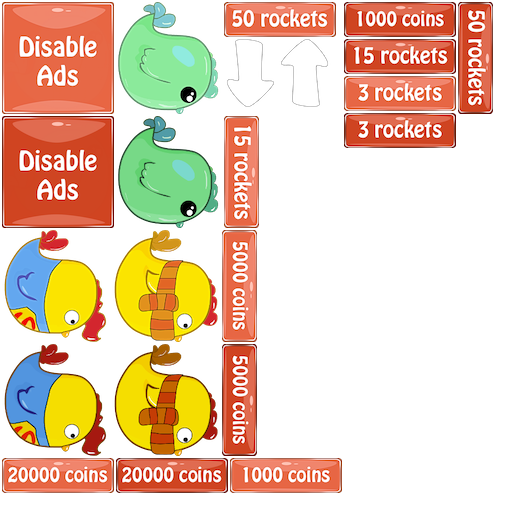 Disable
Ads
50 rockets
1000 coins
15 rockets
3 rockets
3 rockets
50 rockets
Disable
Ads
15 rockets
5000 coins
5000 coins
20000 coins
20000 coins
1000 coins